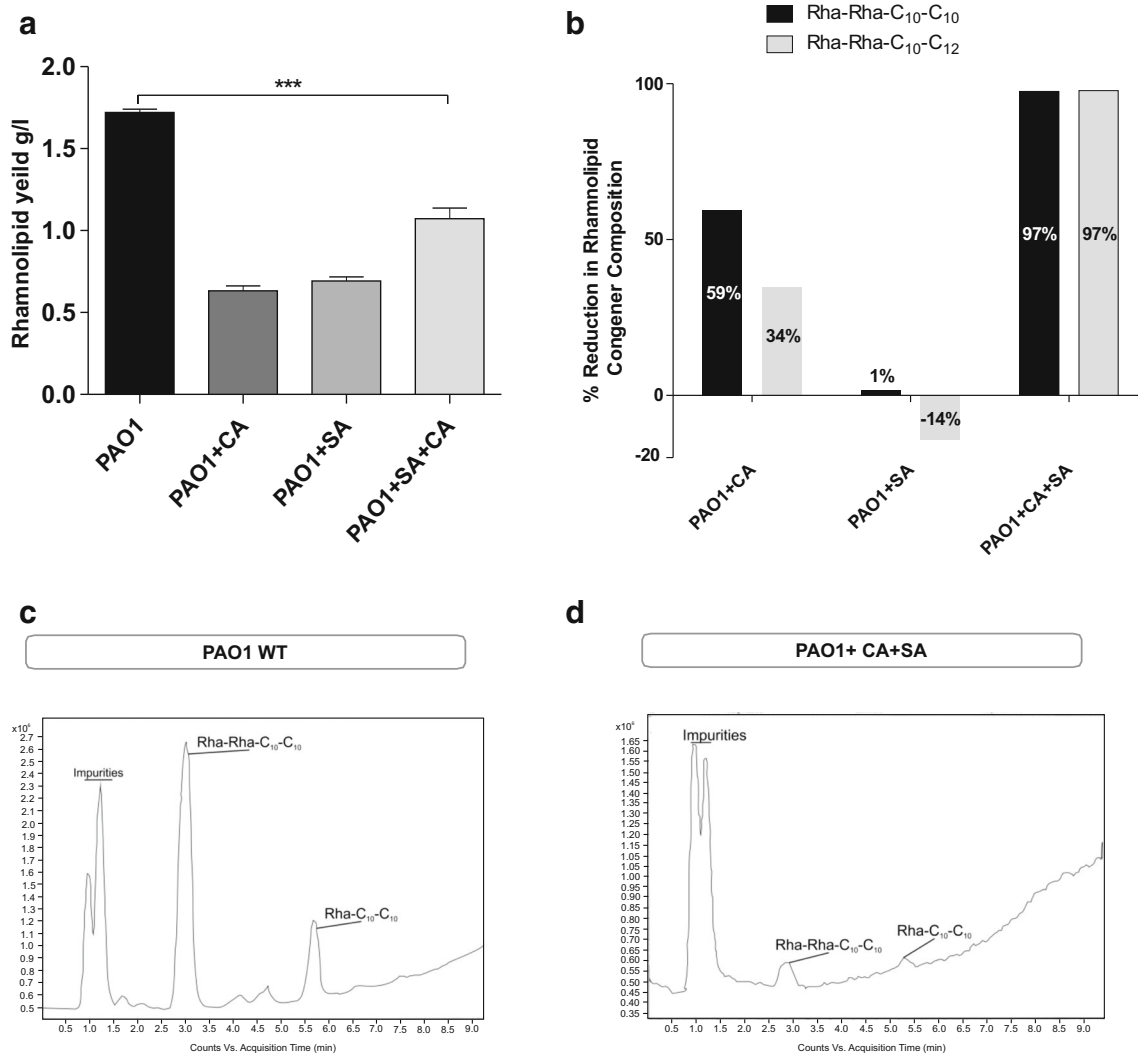 a
2.0
1.5
1.0
0.5
0.0
Rhamnolipid yeild g/l
***
PAO1
PAO1+CA
PAO1+SA
PAO1+SA+CA
b
Rha-Rha-C₁₀-C₁₀
Rha-Rha-C₁₀-C₁₂
% Reduction in Rhamnolipid
Congener Composition
100
50
0
-20
59%
34%
1%
-14%
97%
97%
PAO1+CA
PAO1+SA
PAO1+CA+SA
c
PAO1 WT
x10⁶
2.7
2.6
2.4
2.3
2.2
2.1
2.0
1.9
1.8
1.7
1.6
1.5
1.4
1.3
1.2
1.1
1.0
0.9
0.8
0.7
0.6
0.5
Impurities
Rha-Rha-C₁₀-C₁₀
Rha-C₁₀-C₁₀
0.5 1.0 1.5 2.0 2.5 3.0 3.5 4.0 4.5 5.0 5.5 6.0 6.5 7.0 7.5 8.0 8.5 9.0
Counts Vs. Acquisition Time (min)
d
PAO1+ CA+SA
x10⁶
1.65
1.60
1.55
1.50
1.45
1.40
1.35
1.30
1.25
1.20
1.15
1.05
1.00
0.95
0.90
0.85
0.80
0.75
0.70
0.65
0.60
0.55
0.50
0.45
0.40
0.35
Impurities
Rha-Rha-C₁₀-C₁₀
Rha-C₁₀-C₁₀
0.5 1.0 1.5 2.0 2.5 3.0 3.5 4.0 4.5 5.0 5.5 6.0 6.5 7.0 7.5 8.0 8.5 9.0
Counts Vs. Acquisition Time (min)